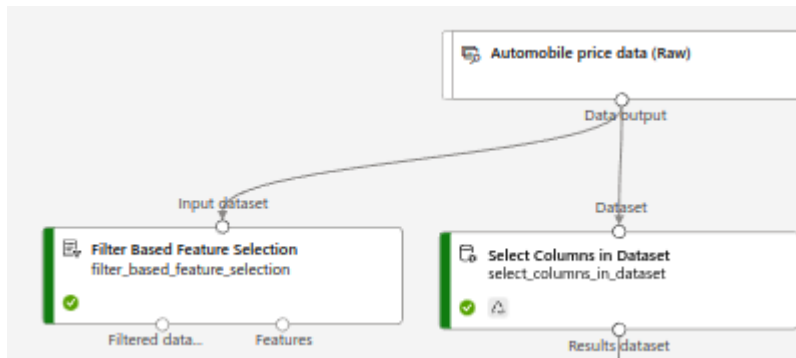 Automobile price data (Raw)
Data output
Input dataset
Dataset
Filter Based Feature Selection
filter_based_feature_selection
Select Columns in Dataset
select_columns_in_dataset
Filtered data...
Features
Results dataset